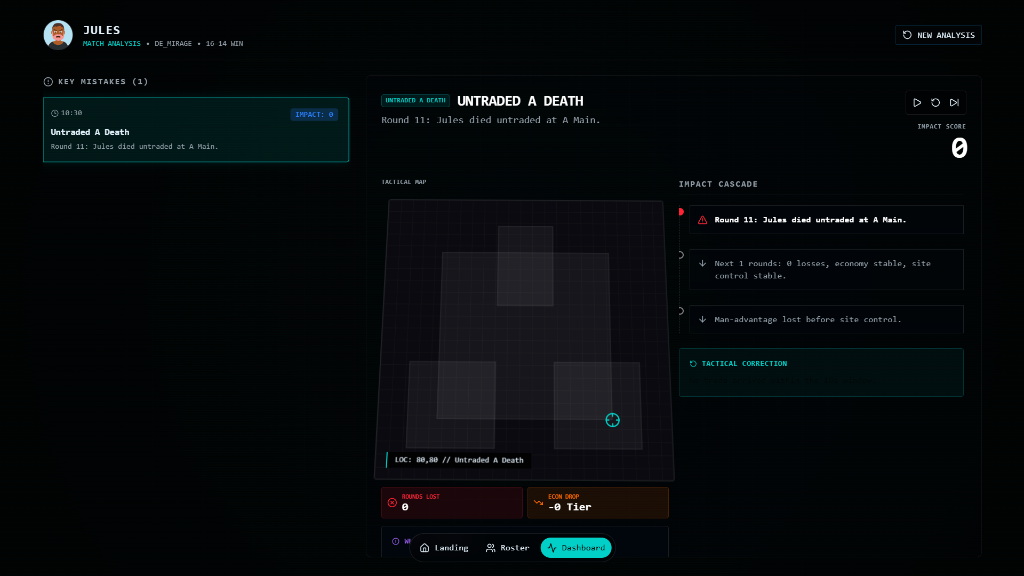 JULES
MATCH ANALYSIS • DE_MIRAGE • 16 14 WIN
NEW ANALYSIS
KEY MISTAKES (1)
10:30
IMPACT: 0
Untraded A Death
Round 11: Jules died untraded at A Main.
UNTRADED A DEATH
UNTRADED A DEATH
Round 11: Jules died untraded at A Main.
IMPACT SCORE
0
TACTICAL MAP
LOC: 80,80 // Untraded A Death
ROUNDS LOST
0
ECON DROP
-0 Tier
IMPACT CASCADE
Round 11: Jules died untraded at A Main.
Next 1 rounds: 0 losses, economy stable, site
control stable.
Man-advantage lost before site control.
TACTICAL CORRECTION
Landing
Roster
Dashboard